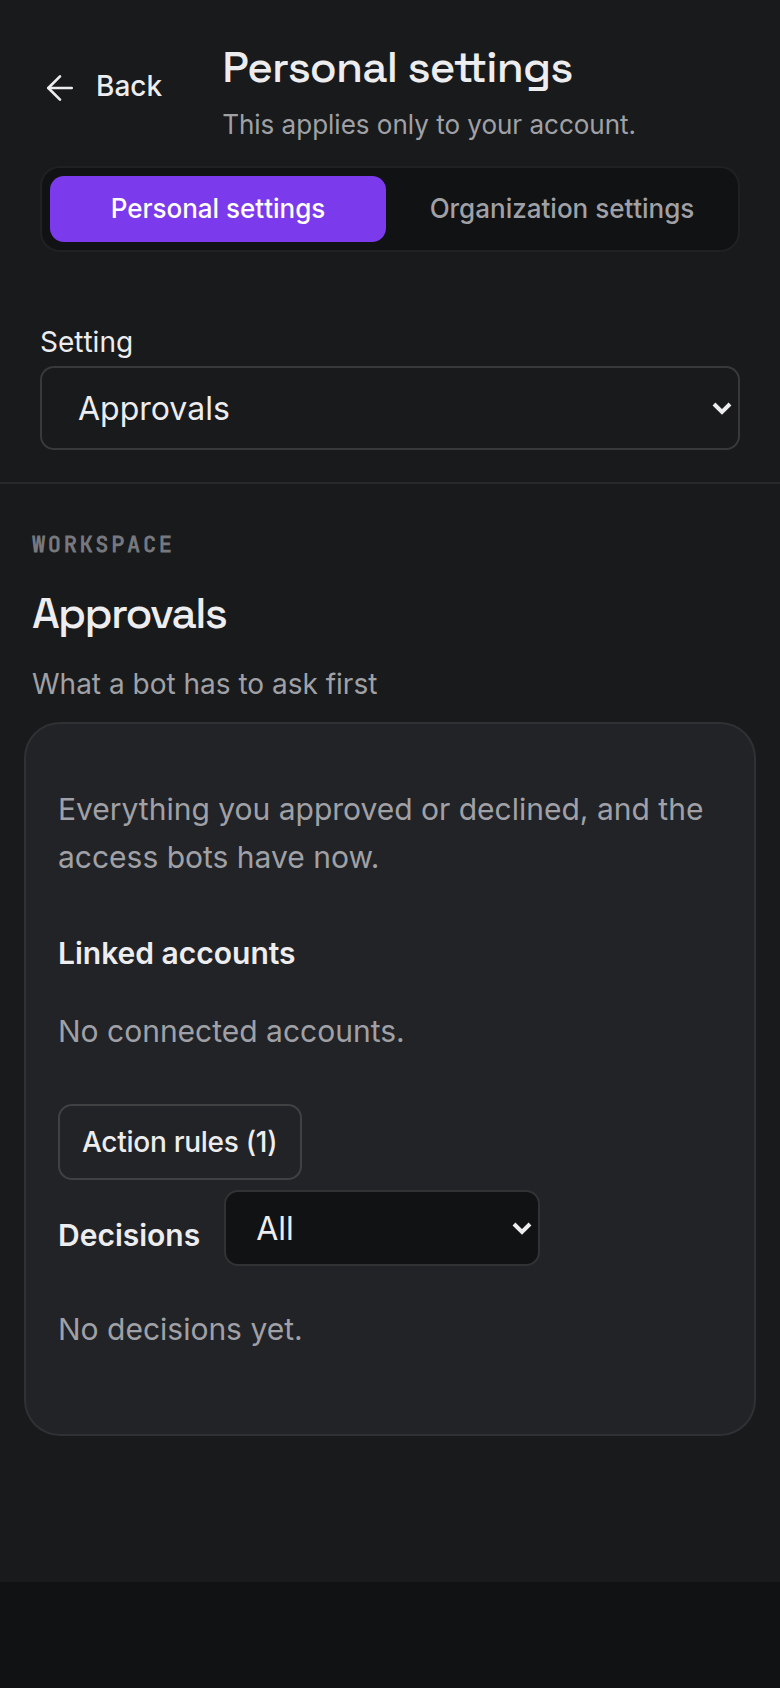 Back
Personal settings
This applies only to your account.
Personal settings
Organization settings
Setting
Approvals
WORKSPACE
Approvals
What a bot has to ask first
Everything you approved or declined, and the
access bots have now.
Linked accounts
No connected accounts.
Action rules (1)
Decisions
All
No decisions yet.